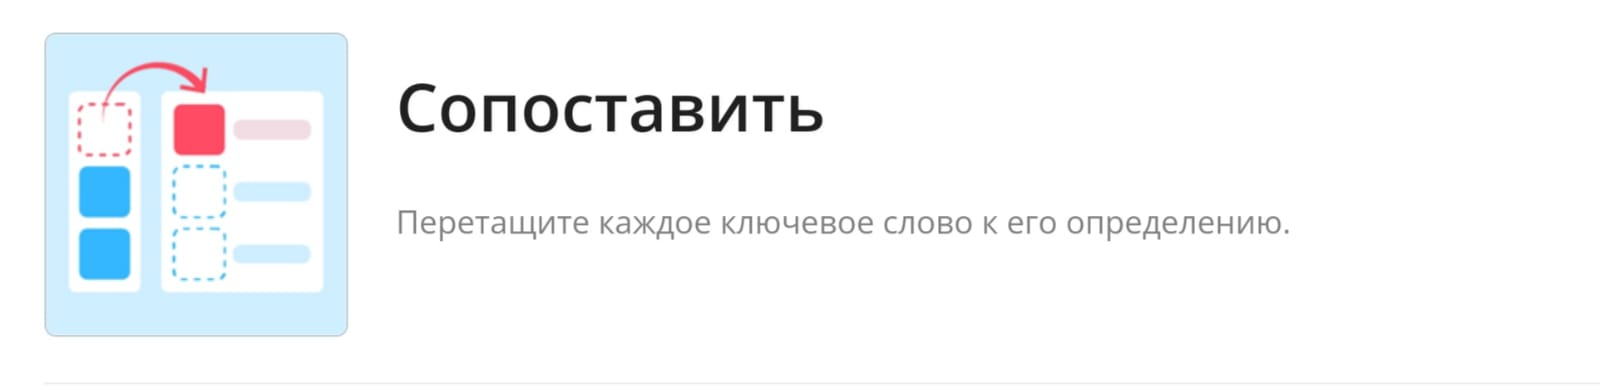 Сопоставить
Перетащите каждое ключевое слово к его определению.